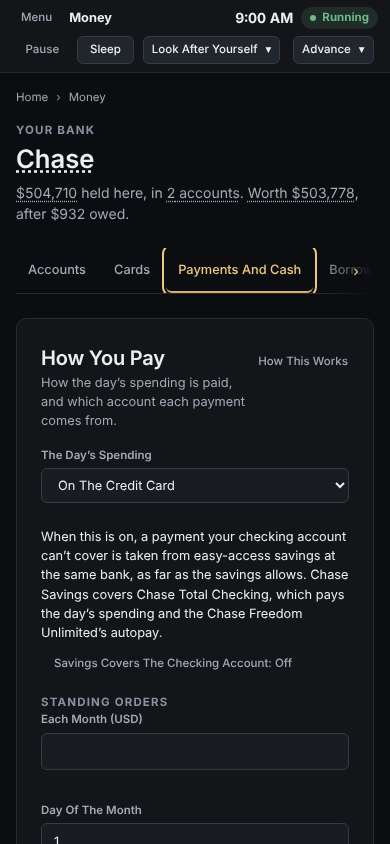 Menu Money 9:00 AM Running
Pause Sleep Look After Yourself Advance
Home › Money
YOUR BANK
Chase
$504,710 held here, in 2 accounts. Worth $503,778,
after $932 owed.
Accounts Cards Payments And Cash
How You Pay How This Works
How the day's spending is paid,
and which account each payment
comes from.
The Day's Spending
On The Credit Card
When this is on, a payment your checking account
can't cover is taken from easy-access savings at
the same bank, as far as the savings allows. Chase
Savings covers Chase Total Checking, which pays
the day's spending and the Chase Freedom
Unlimited's autopay.
Savings Covers The Checking Account: Off
STANDING ORDERS
Each Month (USD)
Day Of The Month
1